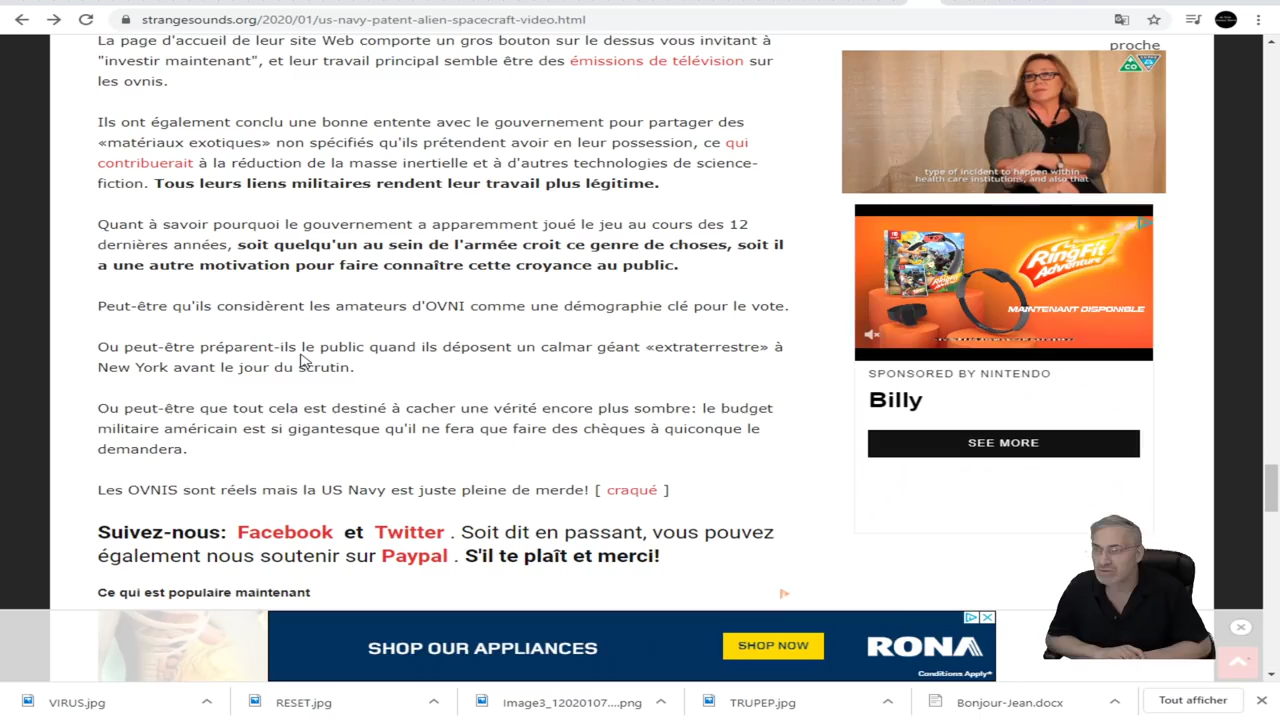 strangesounds.org/2020/01/us-navy-patent-alien-spacecraft-video.html
La page d'accueil de leur site Web comporte un gros bouton sur le dessus vous invitant à
"investir maintenant", et leur travail principal semble être des émissions de télévision sur
les ovnis.
Ils ont également conclu une bonne entente avec le gouvernement pour partager des
«matériaux exotiques» non spécifiés qu'ils prétendent avoir en leur possession, ce qui
contribuerait à la réduction de la masse inertielle et à d'autres technologies de science-
fiction. Tous leurs liens militaires rendent leur travail plus légitime.
Quant à savoir pourquoi le gouvernement a apparemment joué le jeu au cours des 12
dernières années, soit quelqu'un au sein de l'armée croit ce genre de choses, soit il
a une autre motivation pour faire connaître cette croyance au public.
Peut-être qu'ils considèrent les amateurs d'OVNI comme une démographie clé pour le vote.
Ou peut-être préparent-ils le public quand ils déposent un calmar géant «extraterrestre» à
New York avant le jour du scrutin.
Ou peut-être que tout cela est destiné à cacher une vérité encore plus sombre: le budget
militaire américain est si gigantesque qu'il ne fera que faire des chèques à quiconque le
demandera.
Les OVNIS sont réels mais la US Navy est juste pleine de merde! [ craqué ]
Suivez-nous: Facebook et Twitter . Soit dit en passant, vous pouvez
également nous soutenir sur Paypal . S'il te plaît et merci!
Ce qui est populaire maintenant
proche
CO
type of incident to happen within
health care institutions, and also that
RingFit
Adventure
MAINTENANT DISPONIBLE
SPONSORED BY NINTENDO
Billy
SEE MORE
SHOP OUR APPLIANCES
SHOP NOW
RONA
Conditions Apply*
VIRUS.jpg
RESET.jpg
Image3_12020107....png
TRUPEP.jpg
Bonjour-Jean.docx
Tout afficher